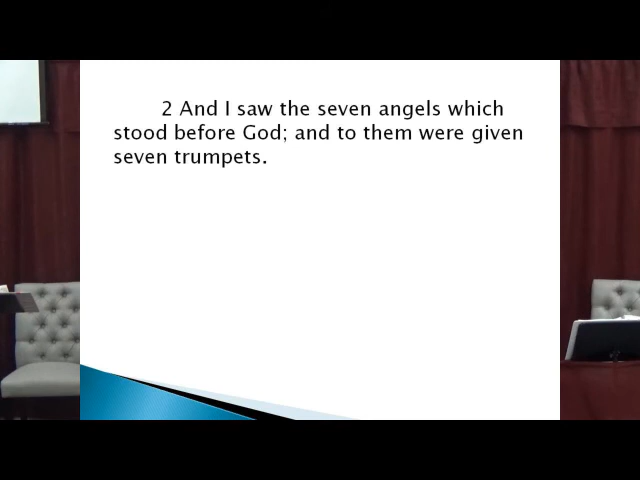 2 And I saw the seven angels which
stood before God; and to them were given
seven trumpets.